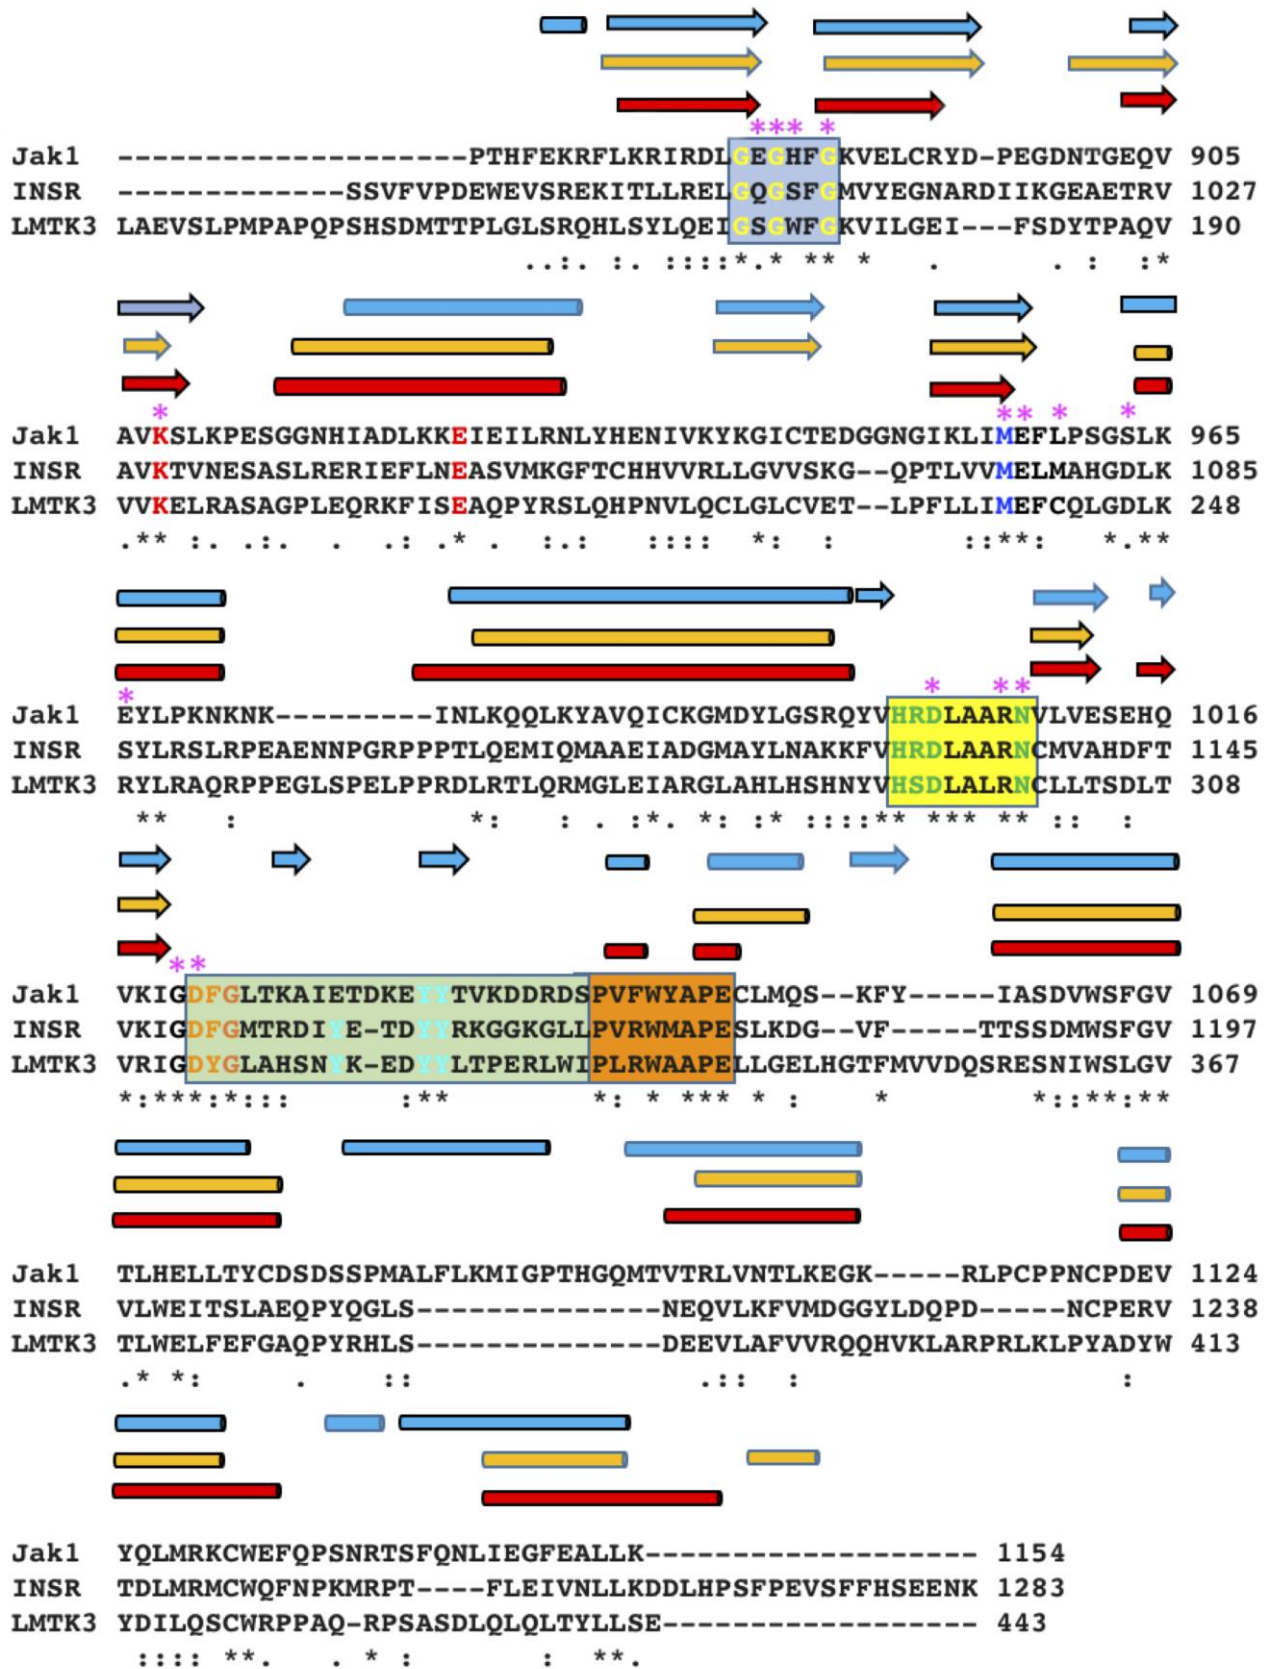 **** *
Jak1 --------------------PTHFEKRFLKRIRDLGEGHFGKVELCRYD-PEGDNTGEQV 905
INSR -------------SSVFVPDEWEVSREKITLLRELGQGSFGMVYEGNARDIIKGEAETRV 1027
LMTK3 LAEVSLPMPAPQPSHSDMTTPLGLSRQHLSYLQEIGSGWFGKVILGEI---FSDYTPAQV 190
..:. :. ::::*.* ** * . . : :*
* ** * *
Jak1 AVKSLKPESGGNHIADLKKEIEILRNLYHENIVKYKGICTEDGGNGIKLIMEFLPSGSLK 965
INSR AVKTVNESASLRERIEFLNEASVMKGFTCHHVVRLLGVVSKG--QPTLVVMELMAHGDLK 1085
LMTK3 VVKELRASAGPLEQRKFISEAQPYRSLQHPNVLQCLGLCVET--LPFLLIMEFCQLGDLK 248
.** :. .:. . .: .* . :.: :::: *: : ::**: *.**
* * **
Jak1 EYLPKNKNK---------INLKQQLKYAVQICKGMDYLGSRQYVHRDLAARNVLVESEHQ 1016
INSR SYLRSLRPEAENNPGRPPPTLQEMIQMAAEIADGMAYLNAKKFVHRDLAARNCMVAHDFT 1145
LMTK3 RYLRAQRPPEGLSPELPPRDLRTLQRMGLEIARGLAHLHSHNYVHSDLALRNCLLTSDLT 308
** : *: : . :*. *: :* ::::** *** ** :: :
**
Jak1 VKIGDFGLTKAIETDKEYYTVKDDRDSPVFWYAPECLMQS--KFY-----IASDVWSFGV 1069
INSR VKIGDFGMTRDIYE-TDYYRKGGKGLLPVRWMAPESLKDG--VF-----TTSSDMWSFGV 1197
LMTK3 VRIGDYGLAHSNYK-EDYYLTPERLWIPLRWAAPELLGELHGTFMVVDQSRESNIWSLGV 367
*:***:*::: :** *: * *** * : * *::**:**
Jak1 TLHELLTYCDSDSSPMALFLKMIGPTHGQMTVTRLVNTLKEGK-----RLPCPPNCPDEV 1124
INSR VLWEITSLAEQPYQGLS--------------NEQVLKFVMDGGYLDQPD-----NCPERV 1238
LMTK3 TLWELFEFGAQPYRHLS--------------DEEVLAFVVRQQHVKLARPRLKLPYADYW 413
.* *: . :: .:: : :
Jak1 YQLMRKCWEFQPSNRTSFQNLIEGFEALLK------------------- 1154
INSR TDLMRMCWQFNPKMRPT----FLEIVNLLKDDLHPSFPEVSFFHSEENK 1283
LMTK3 YDILQSCWRPPAQ-RPSASDLQLQLTYLLSE------------------ 443
:::: **. . * : : **.